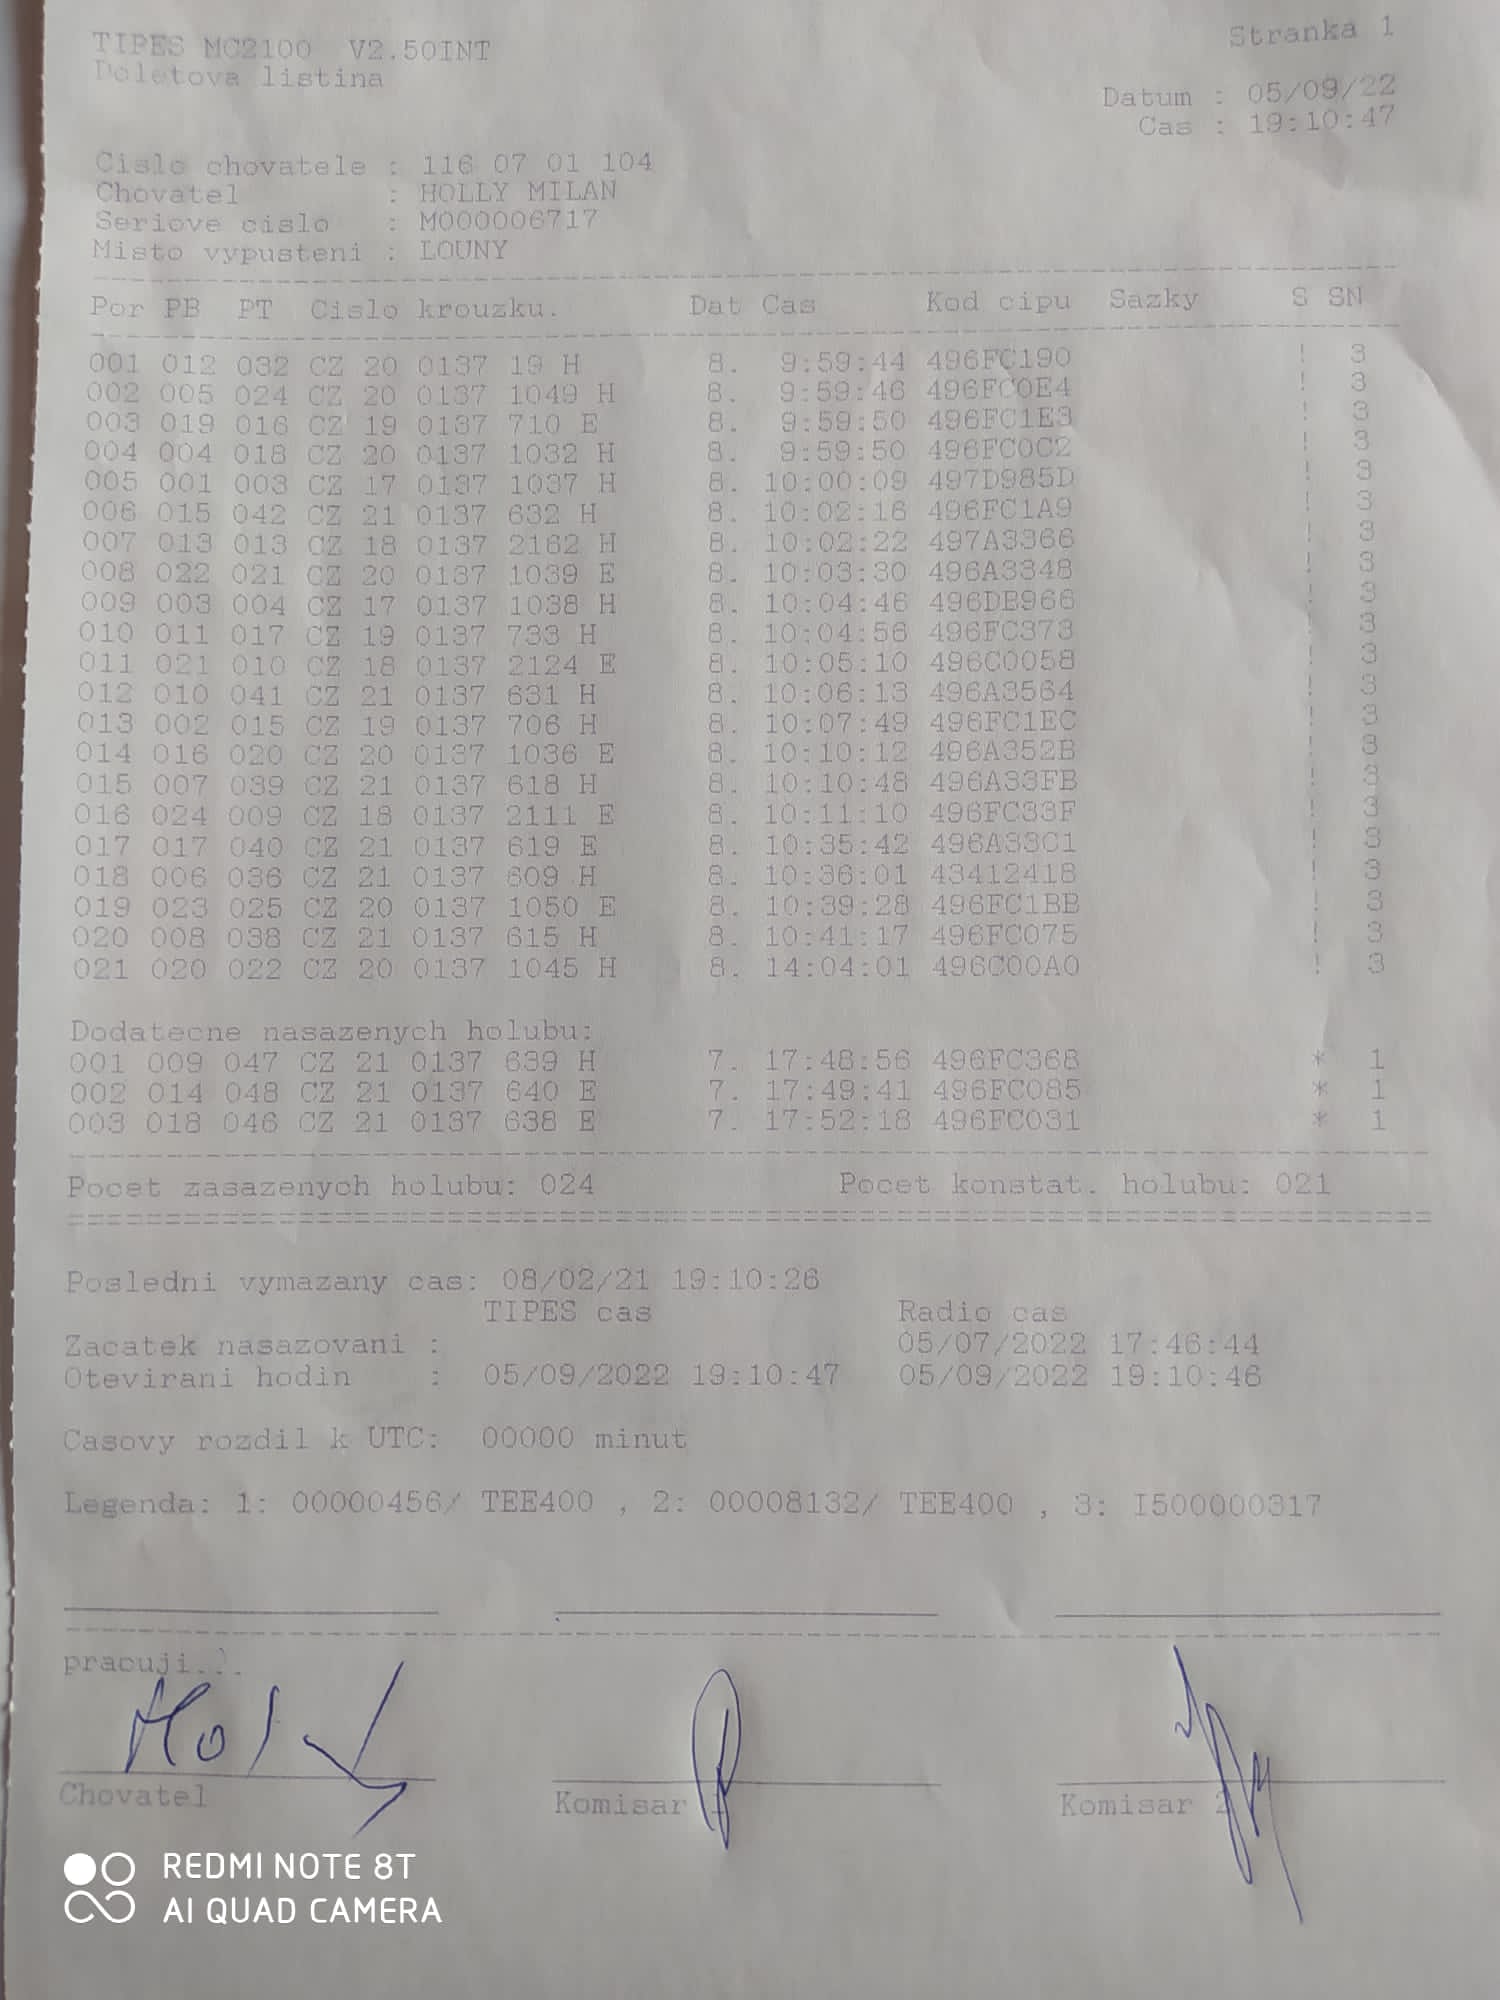 TIPES MC2100 V2.50INT Stranka 1
Doletova listina
Datum : 05/09/22
Cas : 19:10:47
Cislo chovatele : 116 07 01 104
Chovatel : HOLLY MILAN
Seriove cislo : M000006717
Misto vypusteni : LOUNY
Por PB PT Cislo krouzku. Dat Cas Kod cipu Sazky S SN
001 012 032 CZ 20 0137 19 H 8. 9:59:44 496FC190 ! 3
002 005 024 CZ 20 0137 1049 H 8. 9:59:46 496FC0E4 ! 3
003 019 016 CZ 19 0137 710 E 8. 9:59:50 496FC1E3 ! 3
004 004 018 CZ 20 0137 1032 H 8. 9:59:50 496FC0C2 ! 3
005 001 003 CZ 17 0137 1037 H 8. 10:00:09 497D985D ! 3
006 015 042 CZ 21 0137 632 H 8. 10:02:16 496FC1A9 ! 3
007 013 013 CZ 18 0137 2162 H 8. 10:02:22 497A3366 ! 3
008 022 021 CZ 20 0137 1039 E 8. 10:03:30 496A3348 ! 3
009 003 004 CZ 17 0137 1038 H 8. 10:04:46 496DB966 ! 3
010 011 017 CZ 19 0137 733 H 8. 10:04:56 496FC373 ! 3
011 021 010 CZ 18 0137 2124 E 8. 10:05:10 496C0058 ! 3
012 010 041 CZ 21 0137 631 H 8. 10:06:13 496A3564 ! 3
013 002 015 CZ 19 0137 706 H 8. 10:07:49 496FC1EC ! 3
014 016 020 CZ 20 0137 1036 E 8. 10:10:12 496A352B ! 3
015 007 039 CZ 21 0137 618 H 8. 10:10:48 496A33FB ! 3
016 024 009 CZ 18 0137 2111 E 8. 10:11:10 496FC33F ! 3
017 017 040 CZ 21 0137 619 E 8. 10:35:42 496A33C1 ! 3
018 006 036 CZ 21 0137 609 H 8. 10:36:01 43412418 ! 3
019 023 025 CZ 20 0137 1050 E 8. 10:39:28 496FC1BB ! 3
020 008 038 CZ 21 0137 615 H 8. 10:41:17 496FC075 ! 3
021 020 022 CZ 20 0137 1045 H 8. 14:04:01 496C00A0 ! 3
Dodatecne nasazenych holubu:
001 009 047 CZ 21 0137 639 H 7. 17:48:56 496FC368 * 1
002 014 048 CZ 21 0137 640 E 7. 17:49:41 496FC085 * 1
003 018 046 CZ 21 0137 638 E 7. 17:52:18 496FC031 * 1
Pocet zasazenych holubu: 024 Pocet konstat. holubu: 021
Posledni vymazany cas: 08/02/21 19:10:26
TIPES cas Radio cas
Zacatek nasazovani : 05/07/2022 17:46:44
Otevirani hodin : 05/09/2022 19:10:47 05/09/2022 19:10:46
Casovy rozdil k UTC: 00000 minut
Legenda: 1: 00000456/ TEE400 , 2: 00008132/ TEE400 , 3: I500000317
pracuji...
Chovatel Komisar 1 Komisar 2
REDMI NOTE 8T
AI QUAD CAMERA